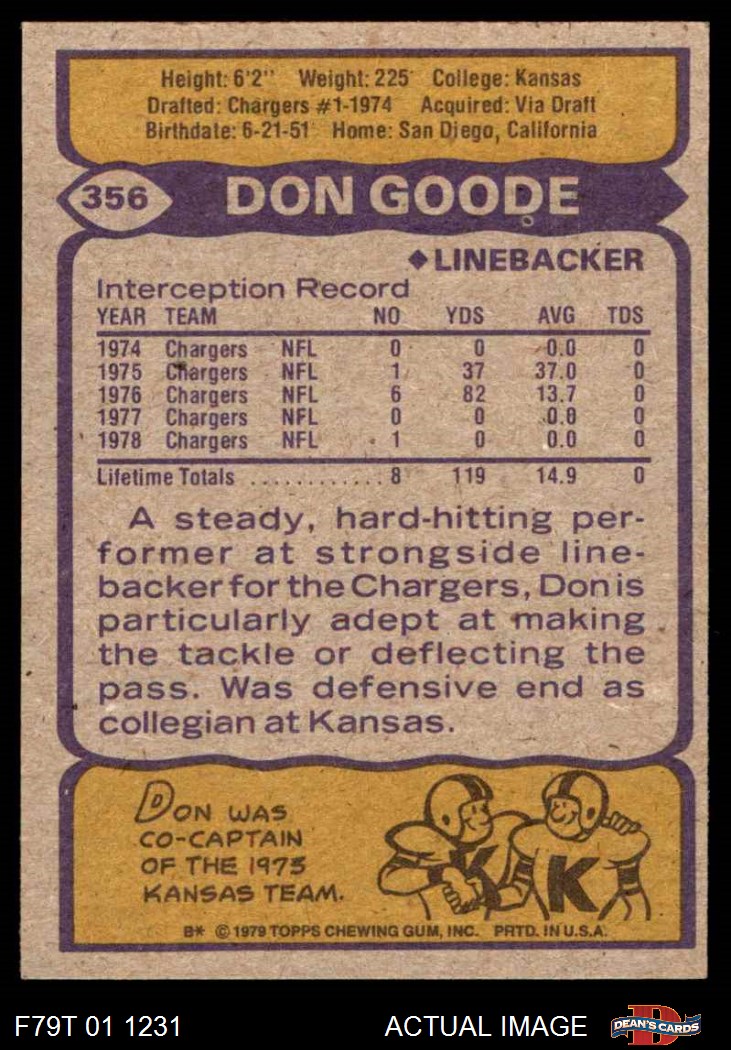 Height: 6'2" Weight: 225 College: Kansas
Drafted: Chargers #1-1974 Acquired: Via Draft
Birthdate: 6-21-51 Home: San Diego, California
356 DON GOODE
◆LINEBACKER
Interception Record
YEAR TEAM NO YDS AVG TDS
1974 Chargers NFL 0 0 0.0 0
1975 Chargers NFL 1 37 37.0 0
1976 Chargers NFL 6 82 13.7 0
1977 Chargers NFL 0 0 0.0 0
1978 Chargers NFL 1 0 0.0 0
Lifetime Totals ............ 8 119 14.9 0
A steady, hard-hitting per-
former at strongside line-
backer for the Chargers, Don is
particularly adept at making
the tackle or deflecting the
pass. Was defensive end as
collegian at Kansas.
DON WAS
CO-CAPTAIN
OF THE 1973
KANSAS TEAM.
K K
B* © 1979 TOPPS CHEWING GUM, INC. PRTD. IN U.S.A.
F79T 01 1231 ACTUAL IMAGE D DEAN'S CARDS